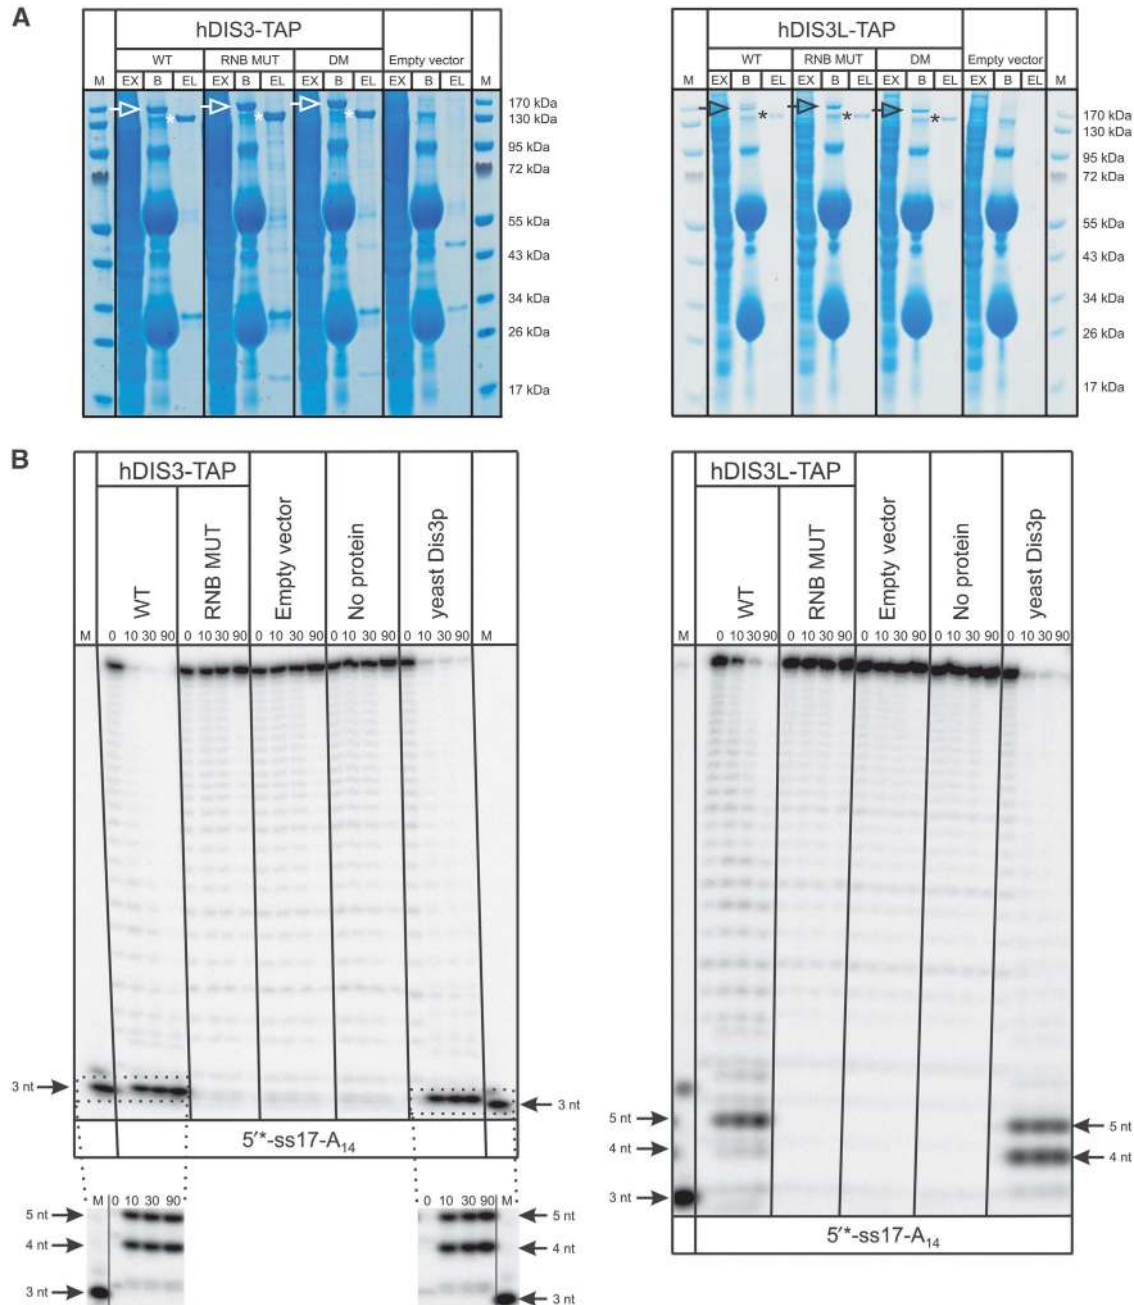 A
hDIS3-TAP
WT RNB MUT DM Empty vector
M EX B EL EX B EL EX B EL EX B EL M
* * *
170 kDa
130 kDa
95 kDa
72 kDa
55 kDa
43 kDa
34 kDa
26 kDa
17 kDa
hDIS3L-TAP
WT RNB MUT DM Empty vector
M EX B EL EX B EL EX B EL EX B EL M
* * *
170 kDa
130 kDa
95 kDa
72 kDa
55 kDa
43 kDa
34 kDa
26 kDa
17 kDa
B
hDIS3-TAP
WT
RNB MUT
Empty vector
No protein
yeast Dis3p
M 0 10 30 90 0 10 30 90 0 10 30 90 0 10 30 90 0 10 30 90 M
3 nt
3 nt
5′*-ss17-A₁₄
M 0 10 30 90
5 nt
4 nt
3 nt
0 10 30 90 M
5 nt
4 nt
3 nt
hDIS3L-TAP
WT
RNB MUT
Empty vector
No protein
yeast Dis3p
M 0 10 30 90 0 10 30 90 0 10 30 90 0 10 30 90 0 10 30 90
5 nt
4 nt
3 nt
5 nt
4 nt
5′*-ss17-A₁₄